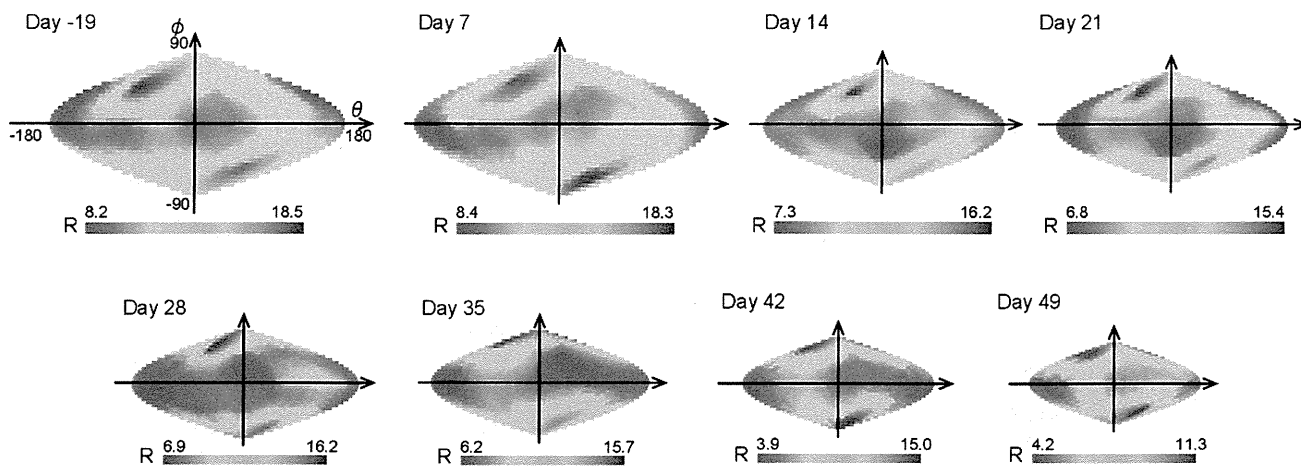 Day -19
ϕ
90
θ
-180
180
-90
8.2 18.5
R
Day 7
8.4 18.3
R
Day 14
7.3 16.2
R
Day 21
6.8 15.4
R
Day 28
6.9 16.2
R
Day 35
6.2 15.7
R
Day 42
3.9 15.0
R
Day 49
4.2 11.3
R